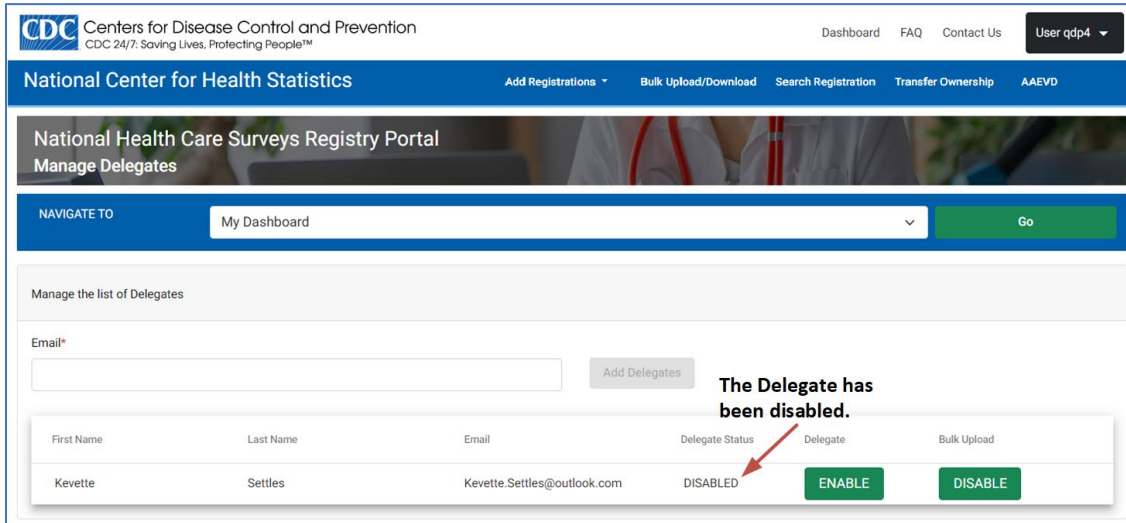 CDC Centers for Disease Control and Prevention
CDC 24/7: Saving Lives, Protecting People™
Dashboard FAQ Contact Us User qdp4
National Center for Health Statistics Add Registrations Bulk Upload/Download Search Registration Transfer Ownership AAEVD
National Health Care Surveys Registry Portal
Manage Delegates
NAVIGATE TO My Dashboard Go
Manage the list of Delegates
Email*
Add Delegates
The Delegate has
been disabled.
First Name Last Name Email Delegate Status Delegate Bulk Upload
Kevette Settles Kevette.Settles@outlook.com DISABLED ENABLE DISABLE